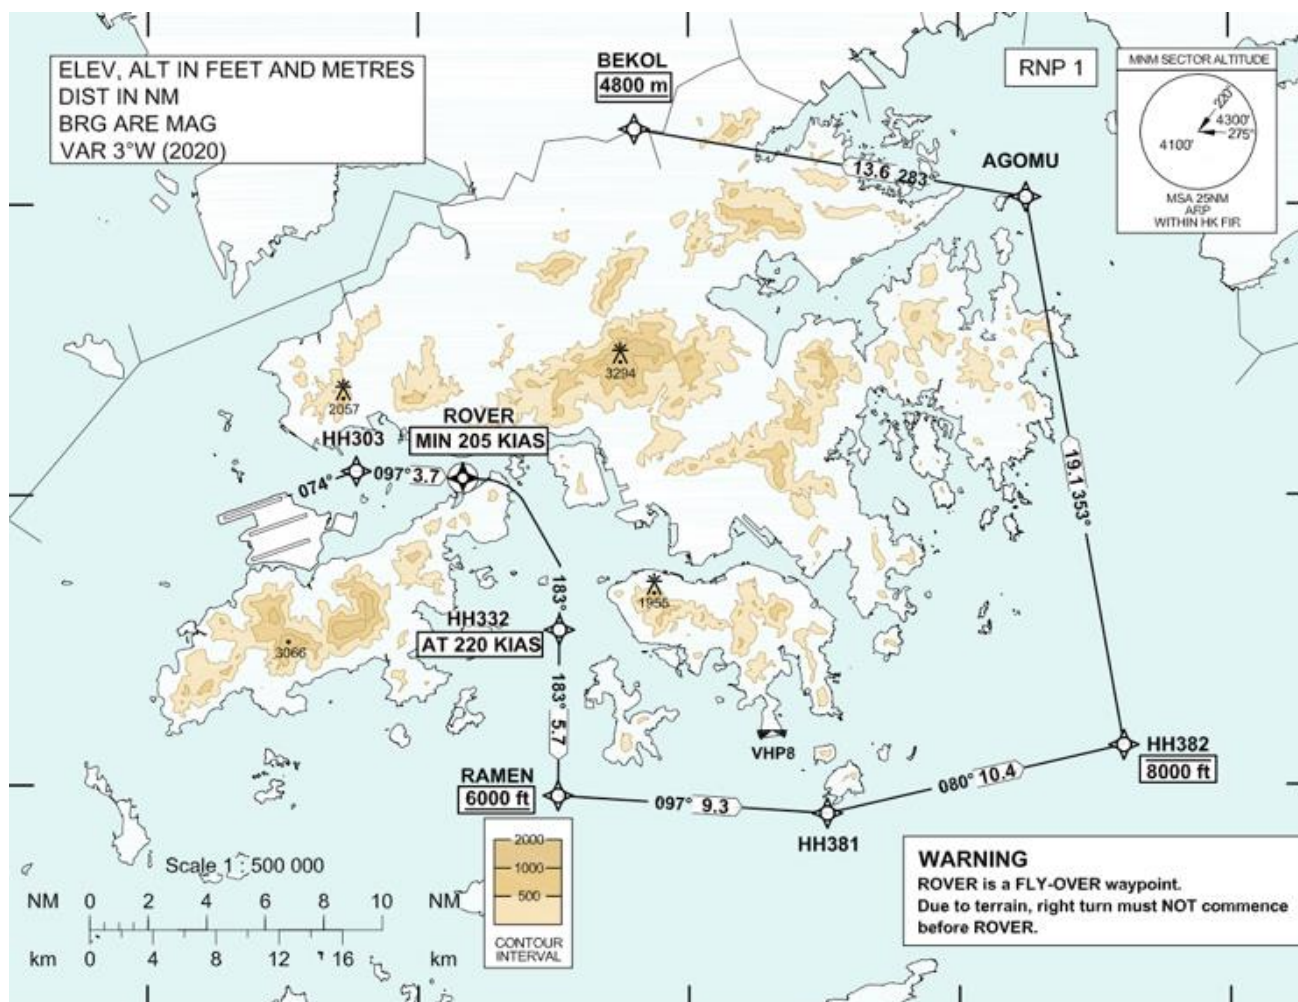 ELEV, ALT IN FEET AND METRES
DIST IN NM
BRG ARE MAG
VAR 3°W (2020)
BEKOL
4800 m
RNP 1
MNM SECTOR ALTITUDE
220°
4300'
275°
4100'
MSA 25NM
ARP
WITHIN HK FIR
AGOMU
13.6 283°
3294
2057
ROVER
MIN 205 KIAS
HH303
074°
097° 3.7
19.1 353°
183°
1955
HH332
AT 220 KIAS
3066
183° 5.7
VHP8
HH382
8000 ft
RAMEN
6000 ft
097° 9.3
080° 10.4
HH381
2000
1000
500
CONTOUR
INTERVAL
Scale 1 : 500 000
NM 0 2 4 6 8 10 NM
km 0 4 8 12 16 km
WARNING
ROVER is a FLY-OVER waypoint.
Due to terrain, right turn must NOT commence
before ROVER.